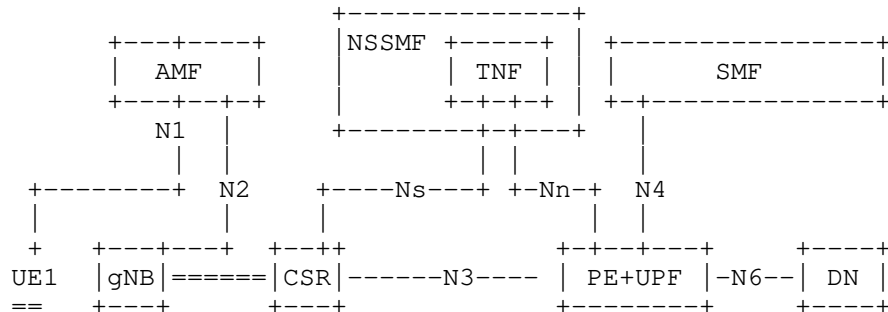 NSSMF
AMF TNF SMF
N1
N2 Ns Nn N4
UE1 gNB ====== CSR N3 PE+UPF N6 DN
==